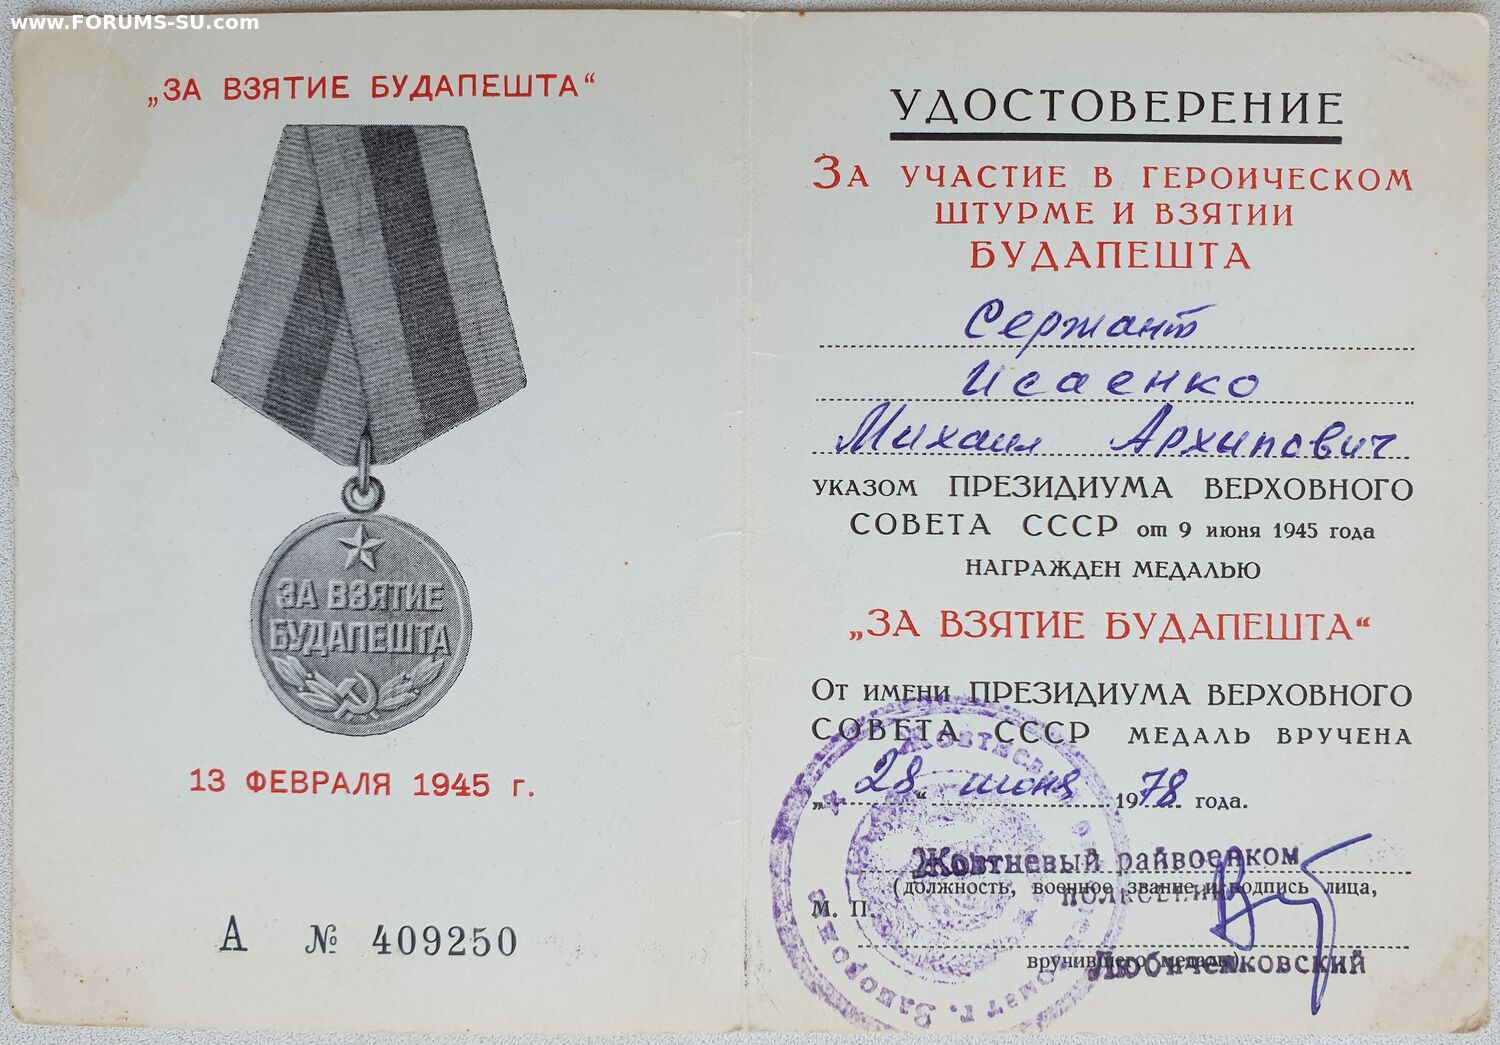 www.FORUMS-SU.com
„ЗА ВЗЯТИЕ БУДАПЕШТА“
ЗА ВЗЯТИЕ
БУДАПЕШТА
13 ФЕВРАЛЯ 1945 г.
А № 409250
УДОСТОВЕРЕНИЕ
ЗА УЧАСТИЕ В ГЕРОИЧЕСКОМ
ШТУРМЕ И ВЗЯТИИ
БУДАПЕШТА
Сержант
Исаенко
Михаил Архипович
УКАЗОМ ПРЕЗИДИУМА ВЕРХОВНОГО
СОВЕТА СССР от 9 июня 1945 года
НАГРАЖДЕН МЕДАЛЬЮ
„ЗА ВЗЯТИЕ БУДАПЕШТА“
ОТ ИМЕНИ ПРЕЗИДИУМА ВЕРХОВНОГО
СОВЕТА СССР МЕДАЛЬ ВРУЧЕНА
„28“ июня 1978 года.
Жовтневый райвоенком
(должность, военное звание и подпись лица,
М. П.
полковник
вручившего медаль)
Любченковский